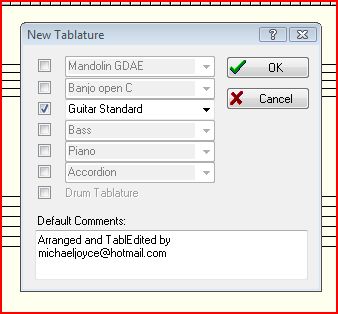 New Tablature
?
Mandolin GDAE
OK
Banjo open C
Guitar Standard
Cancel
Bass
Piano
Accordion
Drum Tablature
Default Comments:
Arranged and TablEdited by
michaeljoyce@hotmail.com